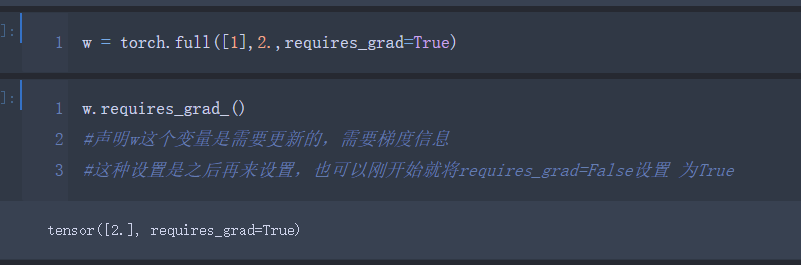 ]:
1 w = torch.full([1],2.,requires_grad=True)
]:
1 w.requires_grad_()
2 #声明w这个变量是需要更新的，需要梯度信息
3 #这种设置是之后再来设置，也可以刚开始就将requires_grad=False设置 为True
tensor([2.], requires_grad=True)